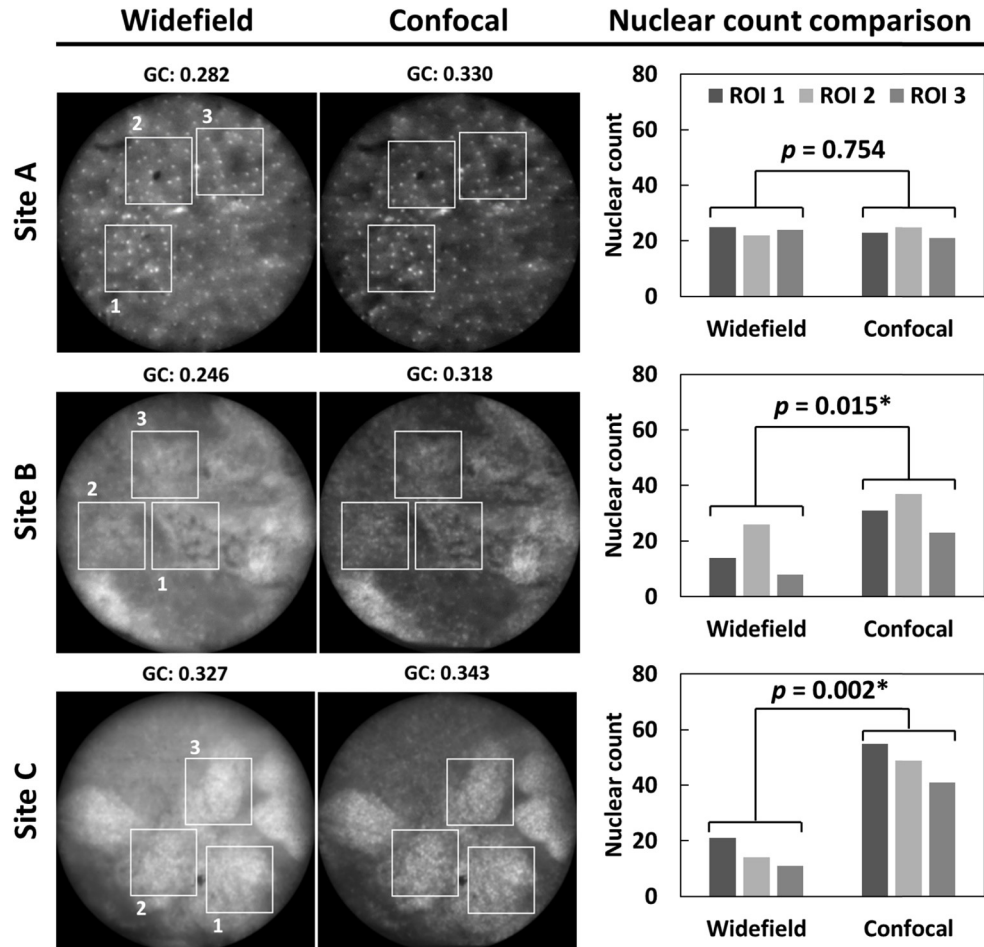 Widefield Confocal Nuclear count comparison
GC: 0.282 GC: 0.330
Site A
1
2
3
Nuclear count
80
60
40
20
0
ROI 1 ROI 2 ROI 3
p = 0.754
Widefield Confocal
GC: 0.246 GC: 0.318
Site B
3
2
1
Nuclear count
80
60
40
20
0
p = 0.015*
Widefield Confocal
GC: 0.327 GC: 0.343
Site C
3
2
1
Nuclear count
80
60
40
20
0
p = 0.002*
Widefield Confocal